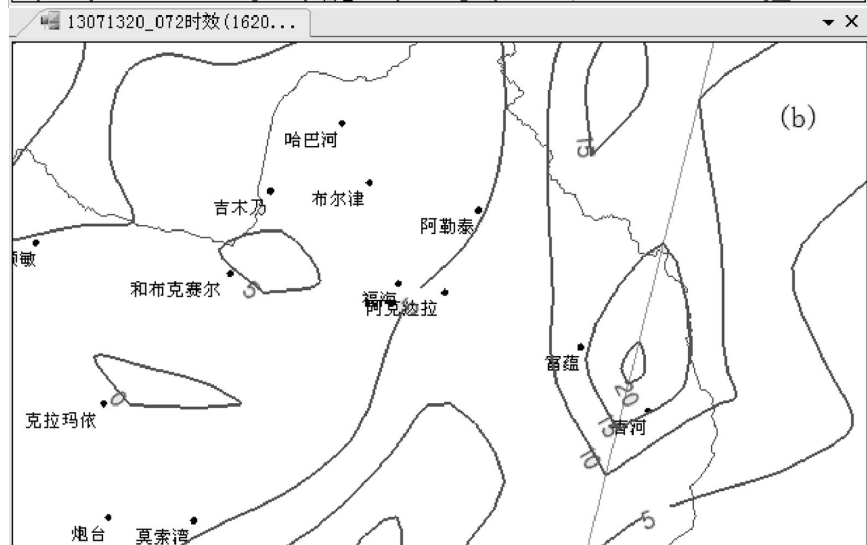 13071320_072时效(1620...
15
(b)
哈巴河
吉木乃
布尔津
阿勒泰
敏
和布克赛尔
5
福海
阿克达拉
5
富蕴
克拉玛依
0
20
15
青河
10
5
炮台
莫索湾